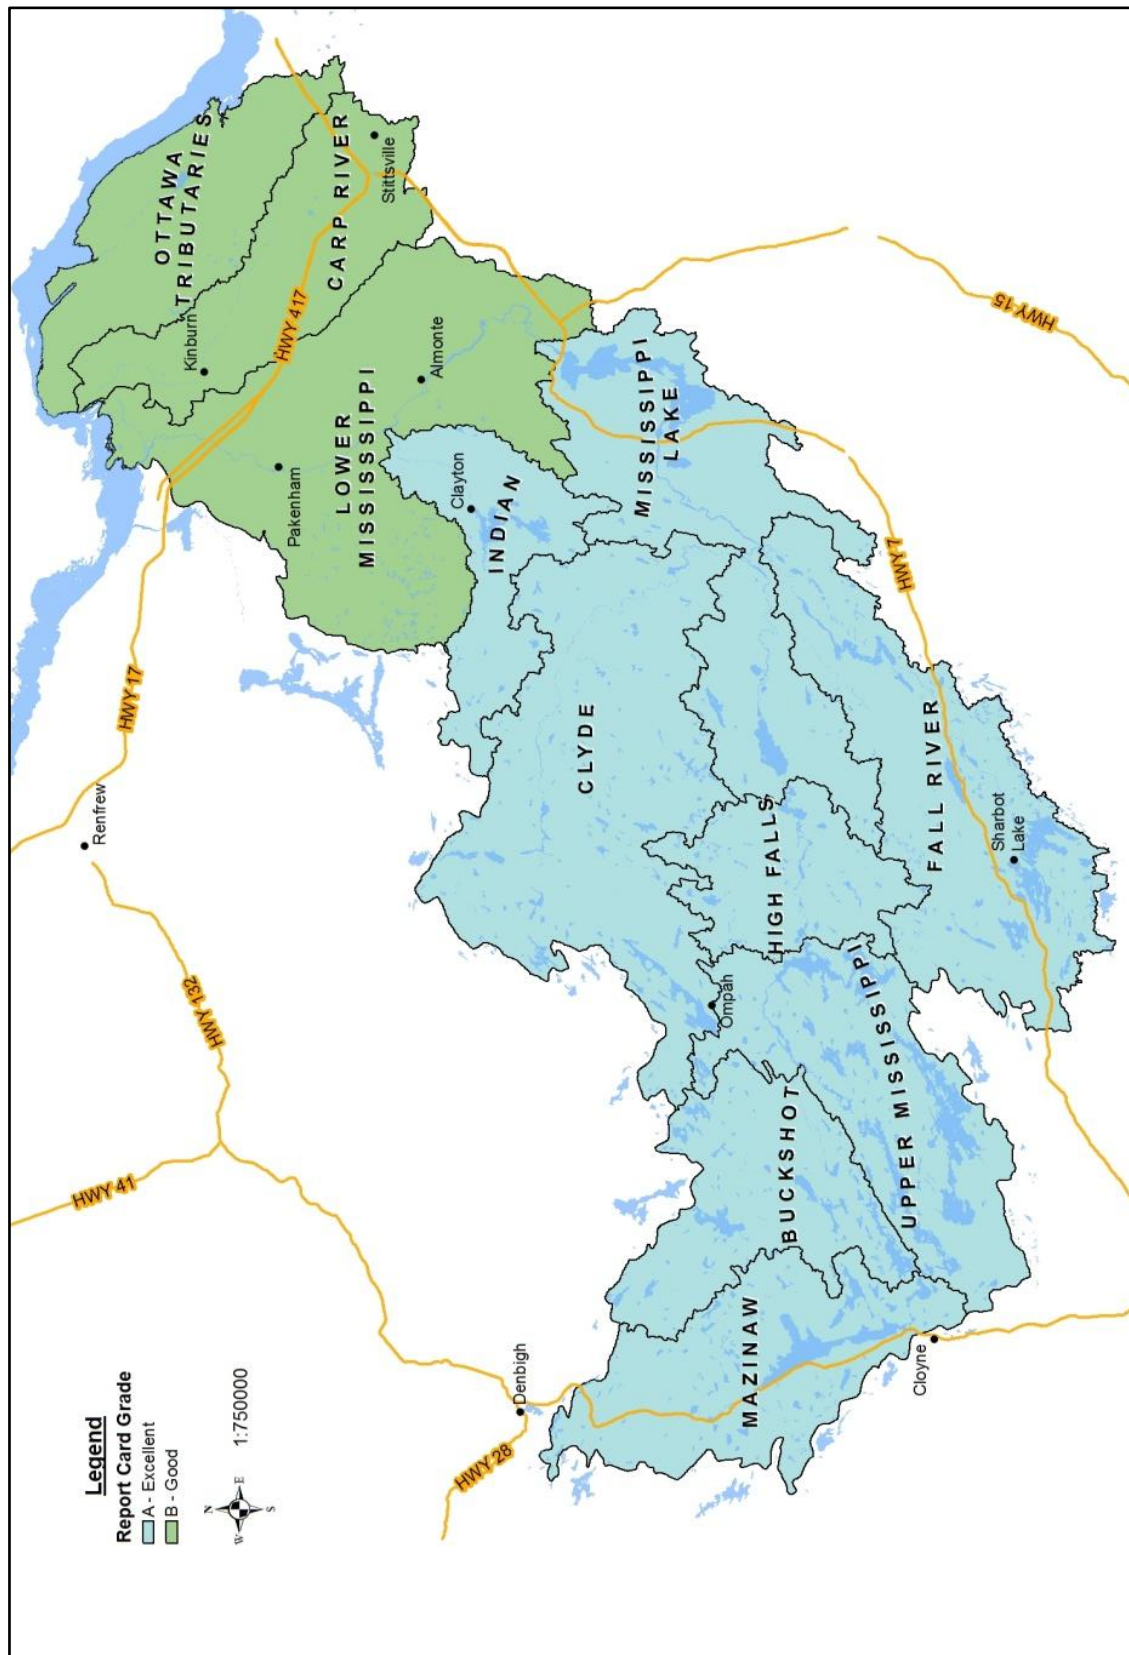 Legend
Report Card Grade
A - Excellent
B - Good
N
W
E
S
1:750000
HWY 41
HWY 132
Renfrew
HWY 17
HWY 28
Denbigh
OTTAWA
TRIBUTARIES
Kinburn
CARP RIVER
Stittsville
HWY 417
Pakenham
LOWER
MISSISSSIPPI
Almonte
Clayton
INDIAN
MISSISSIPPI
LAKE
CLYDE
HIGH FALLS
Ompah
BUCKSHOT
MAZINAW
Cloyne
UPPER MISSISSIPPI
FALL RIVER
Sharbot
Lake
HWY 7
HWY 15